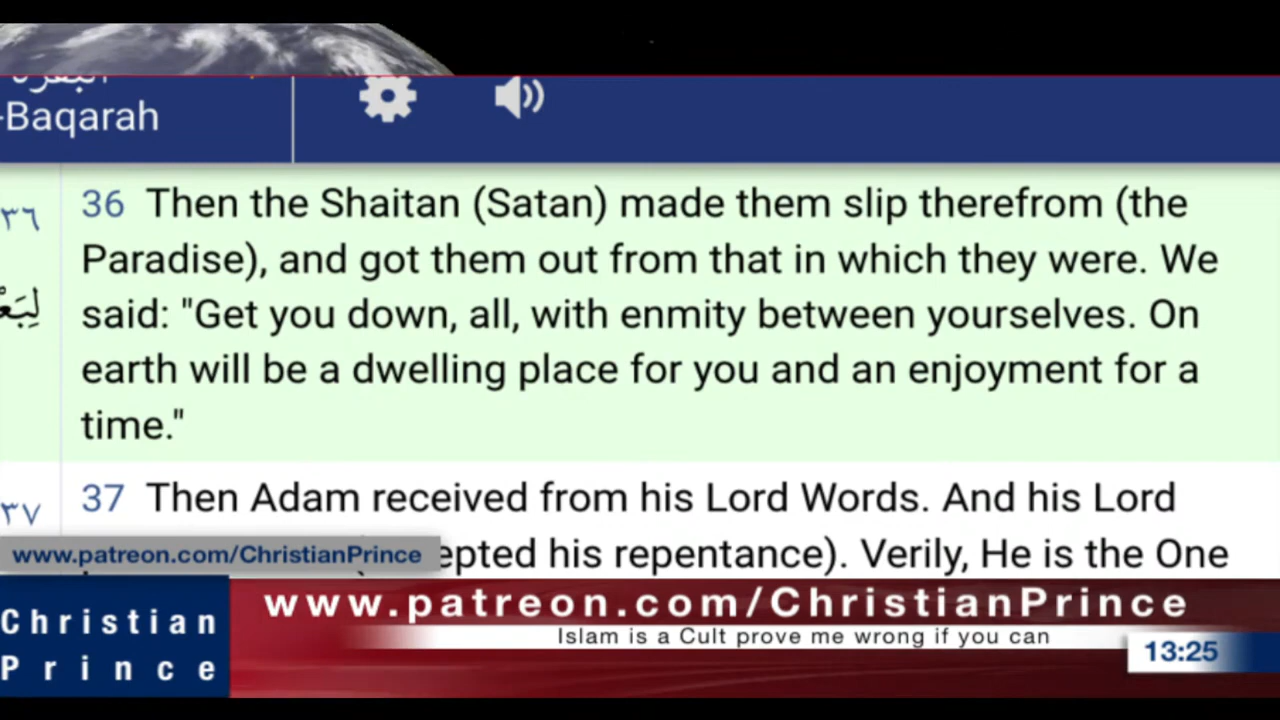 البقرة
-Baqarah
٣٦
36 Then the Shaitan (Satan) made them slip therefrom (the
Paradise), and got them out from that in which they were. We
said: "Get you down, all, with enmity between yourselves. On
earth will be a dwelling place for you and an enjoyment for a
time."
٣٧
37 Then Adam received from his Lord Words. And his Lord
epted his repentance). Verily, He is the One
www.patreon.com/ChristianPrince
Christian
Prince
www.patreon.com/ChristianPrince
Islam is a Cult prove me wrong if you can
13:25